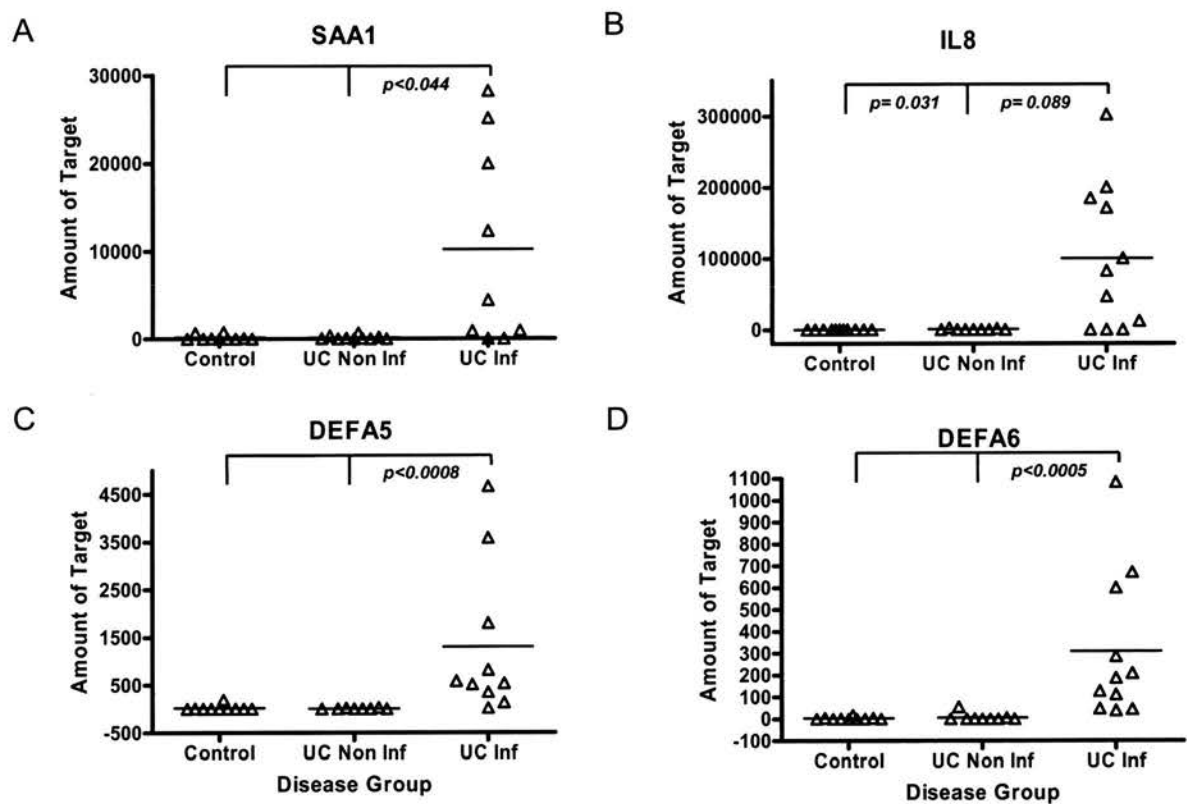 A
SAA1
p<0.044
Amount of Target
30000
20000
10000
0
Control
UC Non Inf
UC Inf
B
IL8
p= 0.031
p= 0.089
Amount of Target
300000
200000
100000
0
Control
UC Non Inf
UC Inf
C
DEFA5
p<0.0008
Amount of Target
4500
3500
2500
1500
500
-500
Control
UC Non Inf
UC Inf
Disease Group
D
DEFA6
p<0.0005
Amount of Target
1100
1000
900
800
700
600
500
400
300
200
100
0
-100
Control
UC Non Inf
UC Inf
Disease Group